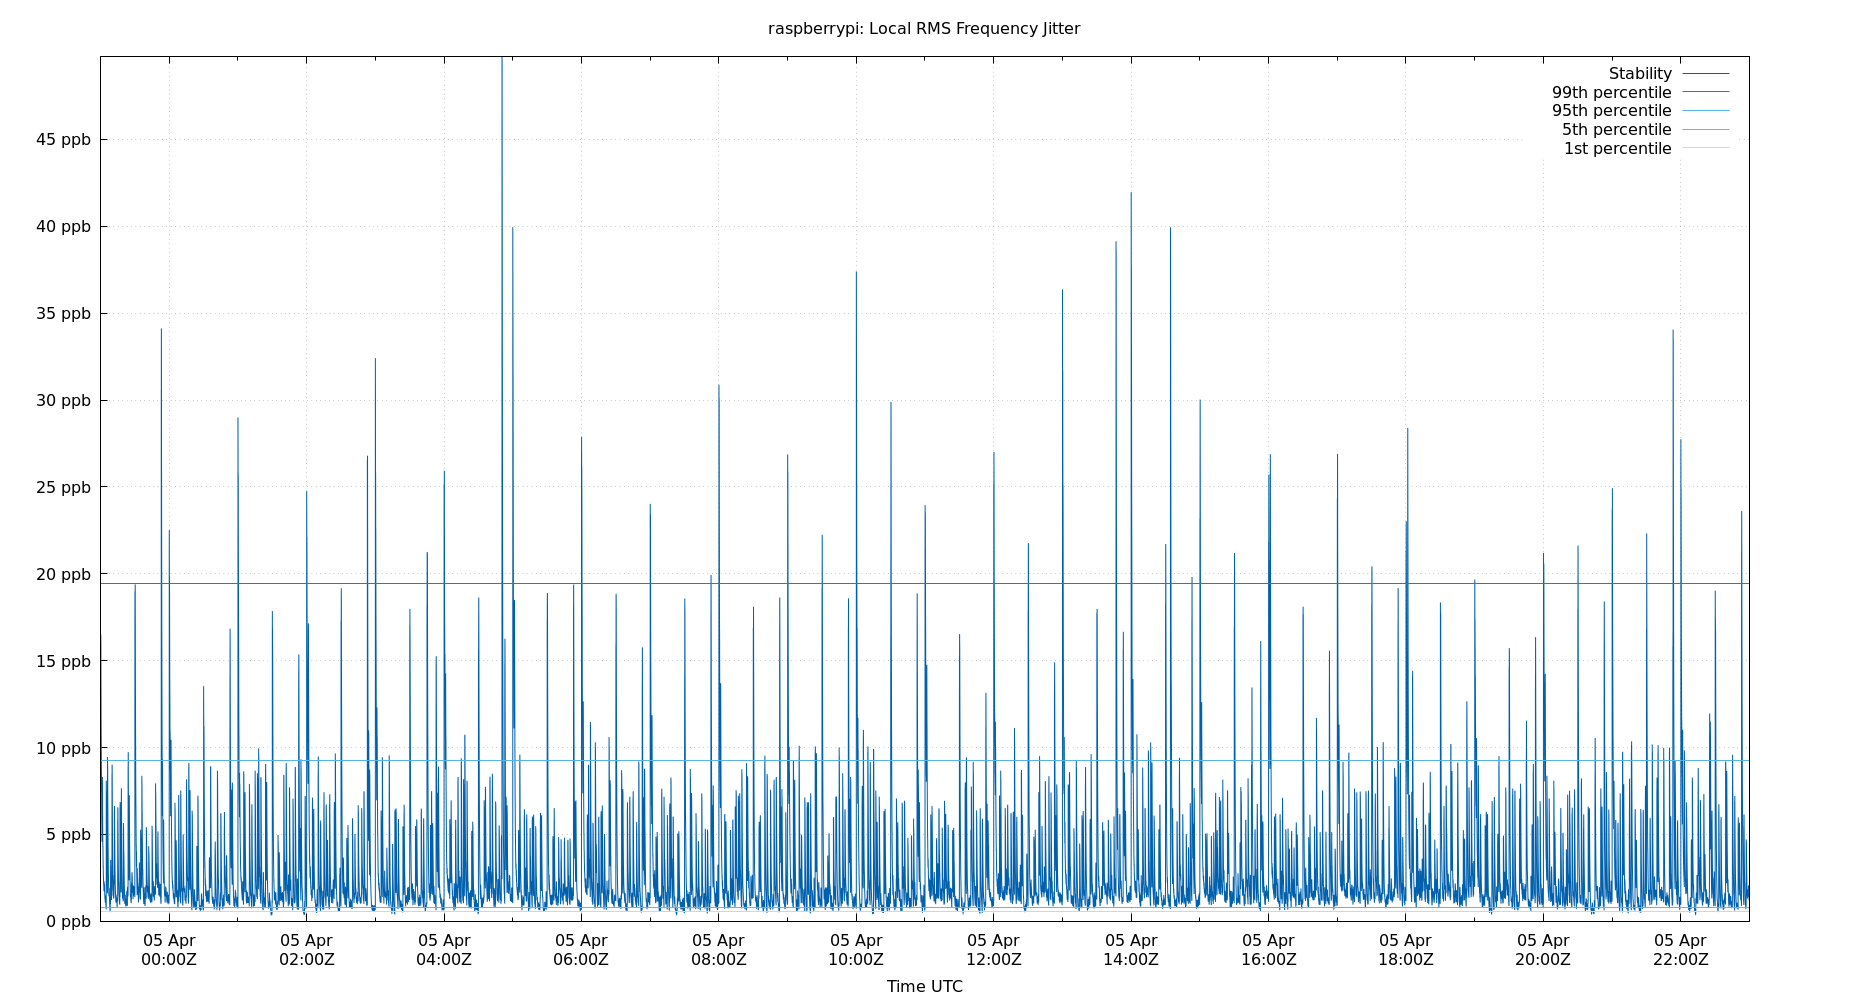 raspberrypi: Local RMS Frequency Jitter
Stability
99th percentile
95th percentile
5th percentile
1st percentile
45 ppb
40 ppb
35 ppb
30 ppb
25 ppb
20 ppb
15 ppb
10 ppb
5 ppb
0 ppb
05 Apr 05 Apr 05 Apr 05 Apr 05 Apr 05 Apr 05 Apr 05 Apr 05 Apr 05 Apr 05 Apr 05 Apr
00:00Z 02:00Z 04:00Z 06:00Z 08:00Z 10:00Z 12:00Z 14:00Z 16:00Z 18:00Z 20:00Z 22:00Z
Time UTC